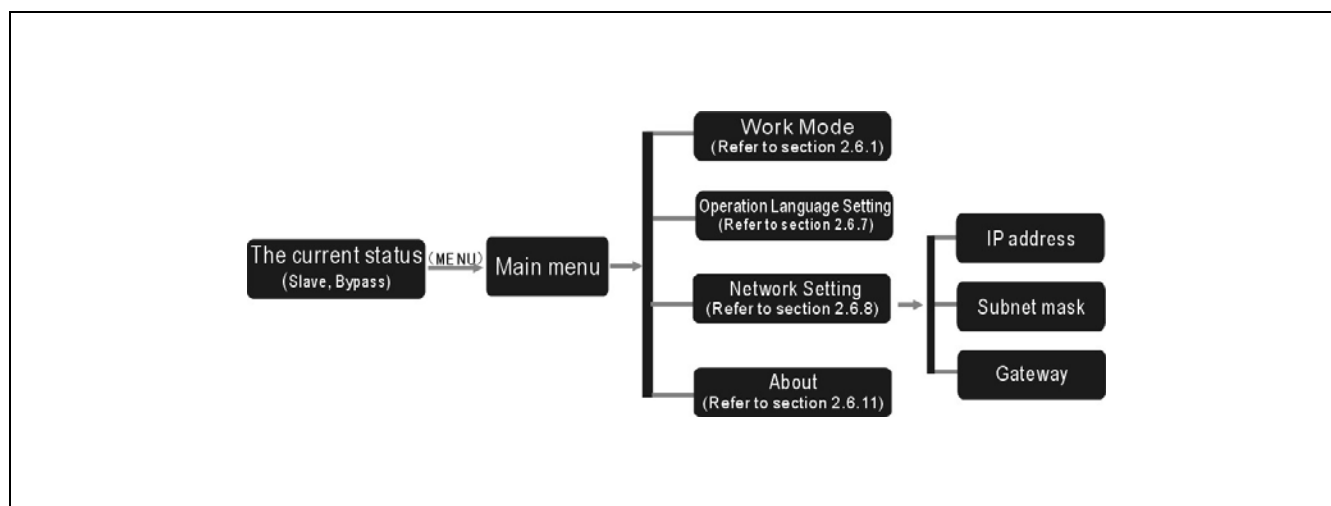 The current status
(Slave, Bypass)
(MENU)
Main menu
Work Mode
(Refer to section 2.6.1)
Operation Language Setting
(Refer to section 2.6.7)
Network Setting
(Refer to section 2.6.8)
About
(Refer to section 2.6.11)
IP address
Subnet mask
Gateway